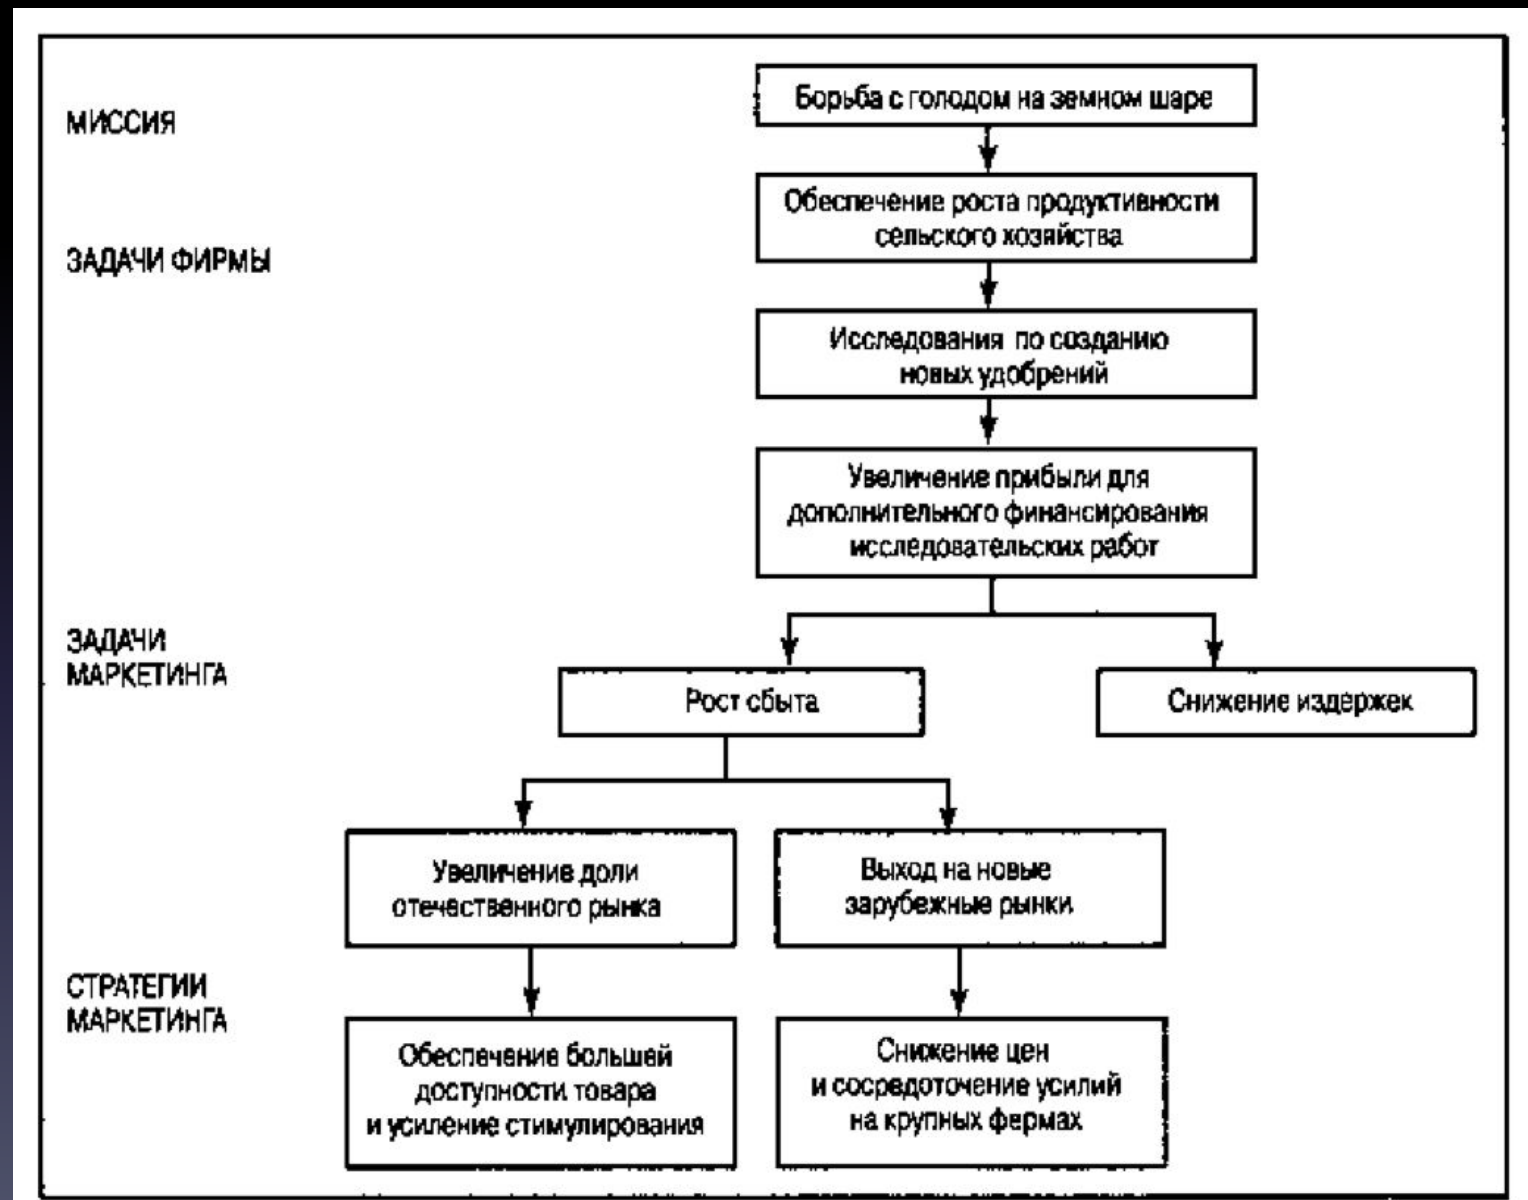 МИССИЯ
Борьба с голодом на земном шаре
ЗАДАЧИ ФИРМЫ
Обеспечение роста продуктивности
сельского хозяйства
Исследования по созданию
новых удобрений
Увеличение прибыли для
дополнительного финансирования
исследовательских работ
ЗАДАЧИ
МАРКЕТИНГА
Рост сбыта
Снижение издержек
Увеличение доли
отечественного рынка
Выход на новые
зарубежные рынки
СТРАТЕГИИ
МАРКЕТИНГА
Обеспечение большей
доступности товара
и усиление стимулирования
Снижение цен
и сосредоточение усилий
на крупных фермах